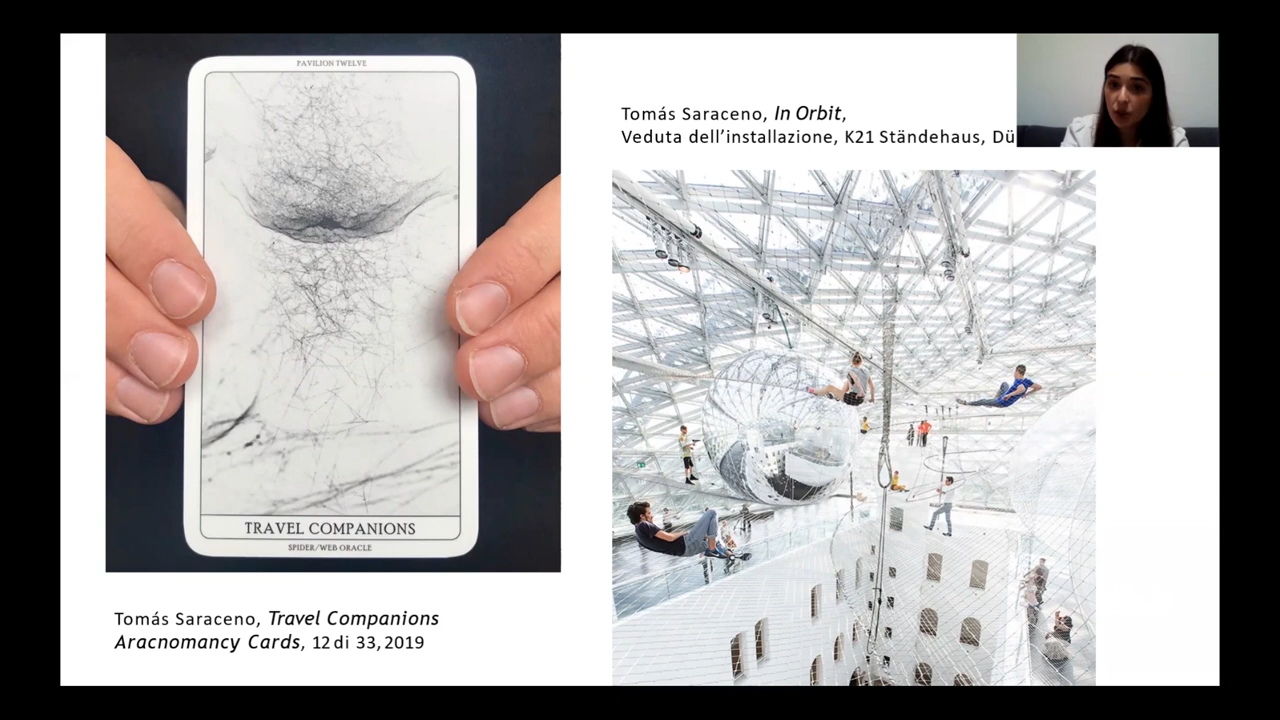 PAVILION TWELVE
TRAVEL COMPANIONS
SPIDER/WEB ORACLE
Tomás Saraceno, Travel Companions
Aracnomancy Cards, 12 di 33, 2019
Tomás Saraceno, In Orbit,
Veduta dell’installazione, K21 Ständehaus,